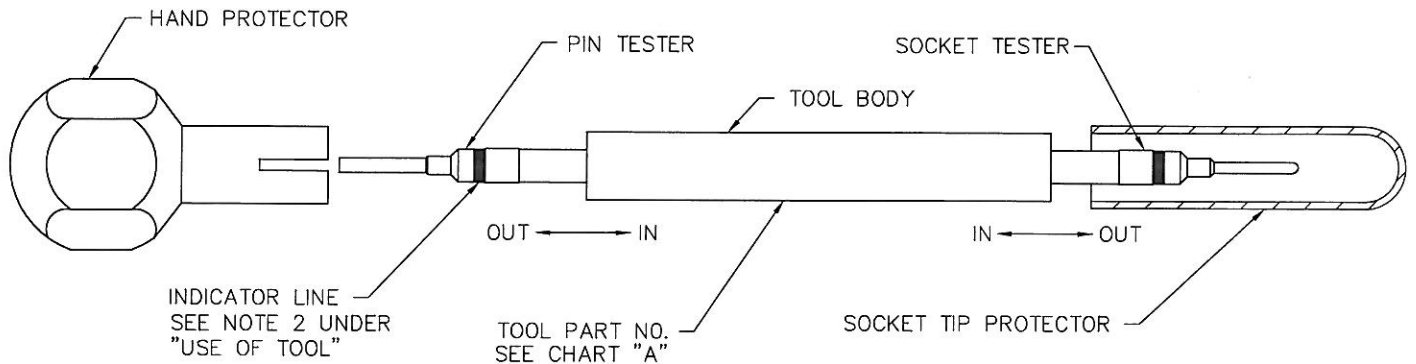 HAND PROTECTOR
PIN TESTER
SOCKET TESTER
TOOL BODY
OUT IN
IN OUT
INDICATOR LINE
SEE NOTE 2 UNDER
"USE OF TOOL"
TOOL PART NO.
SEE CHART "A"
SOCKET TIP PROTECTOR